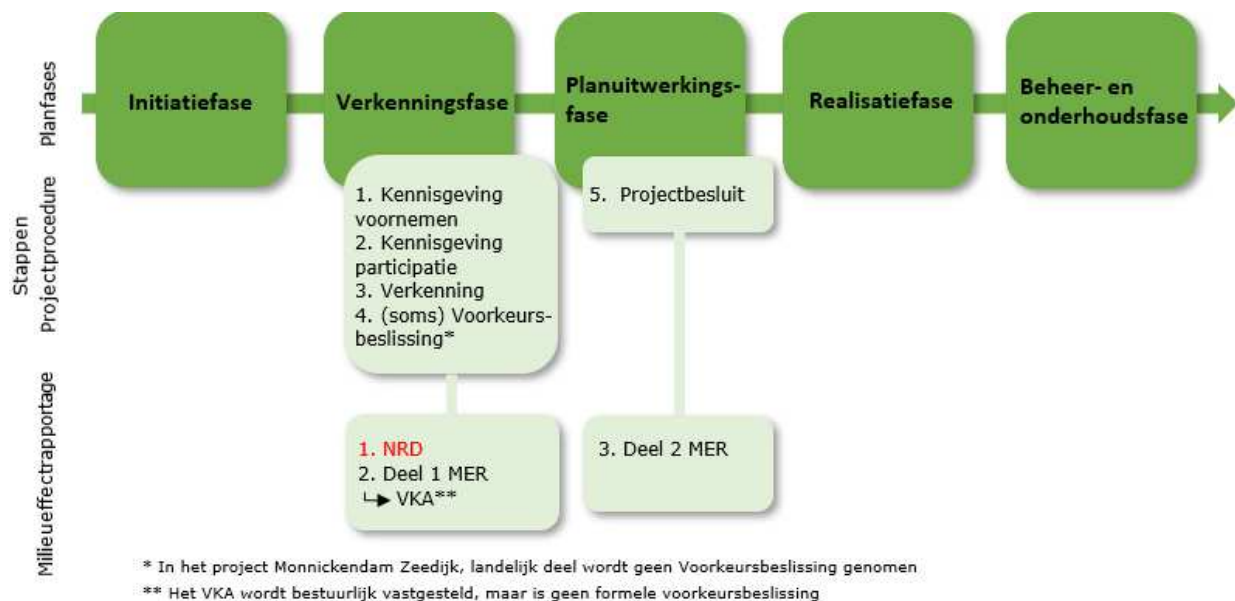 Planfases
Initiatiefase
Verkenningsfase
Planuitwerkings-
fase
Realisatiefase
Beheer- en
onderhoudsfase
Stappen
Projectprocedure
1. Kennisgeving
voornemen
2. Kennisgeving
participatie
3. Verkenning
4. (soms) Voorkeurs-
beslissing*
5. Projectbesluit
Milieueffectrapportage
1. NRD
2. Deel 1 MER
VKA**
3. Deel 2 MER
* In het project Monnickendam Zeedijk, landelijk deel wordt geen Voorkeursbeslissing genomen
** Het VKA wordt bestuurlijk vastgesteld, maar is geen formele voorkeursbeslissing